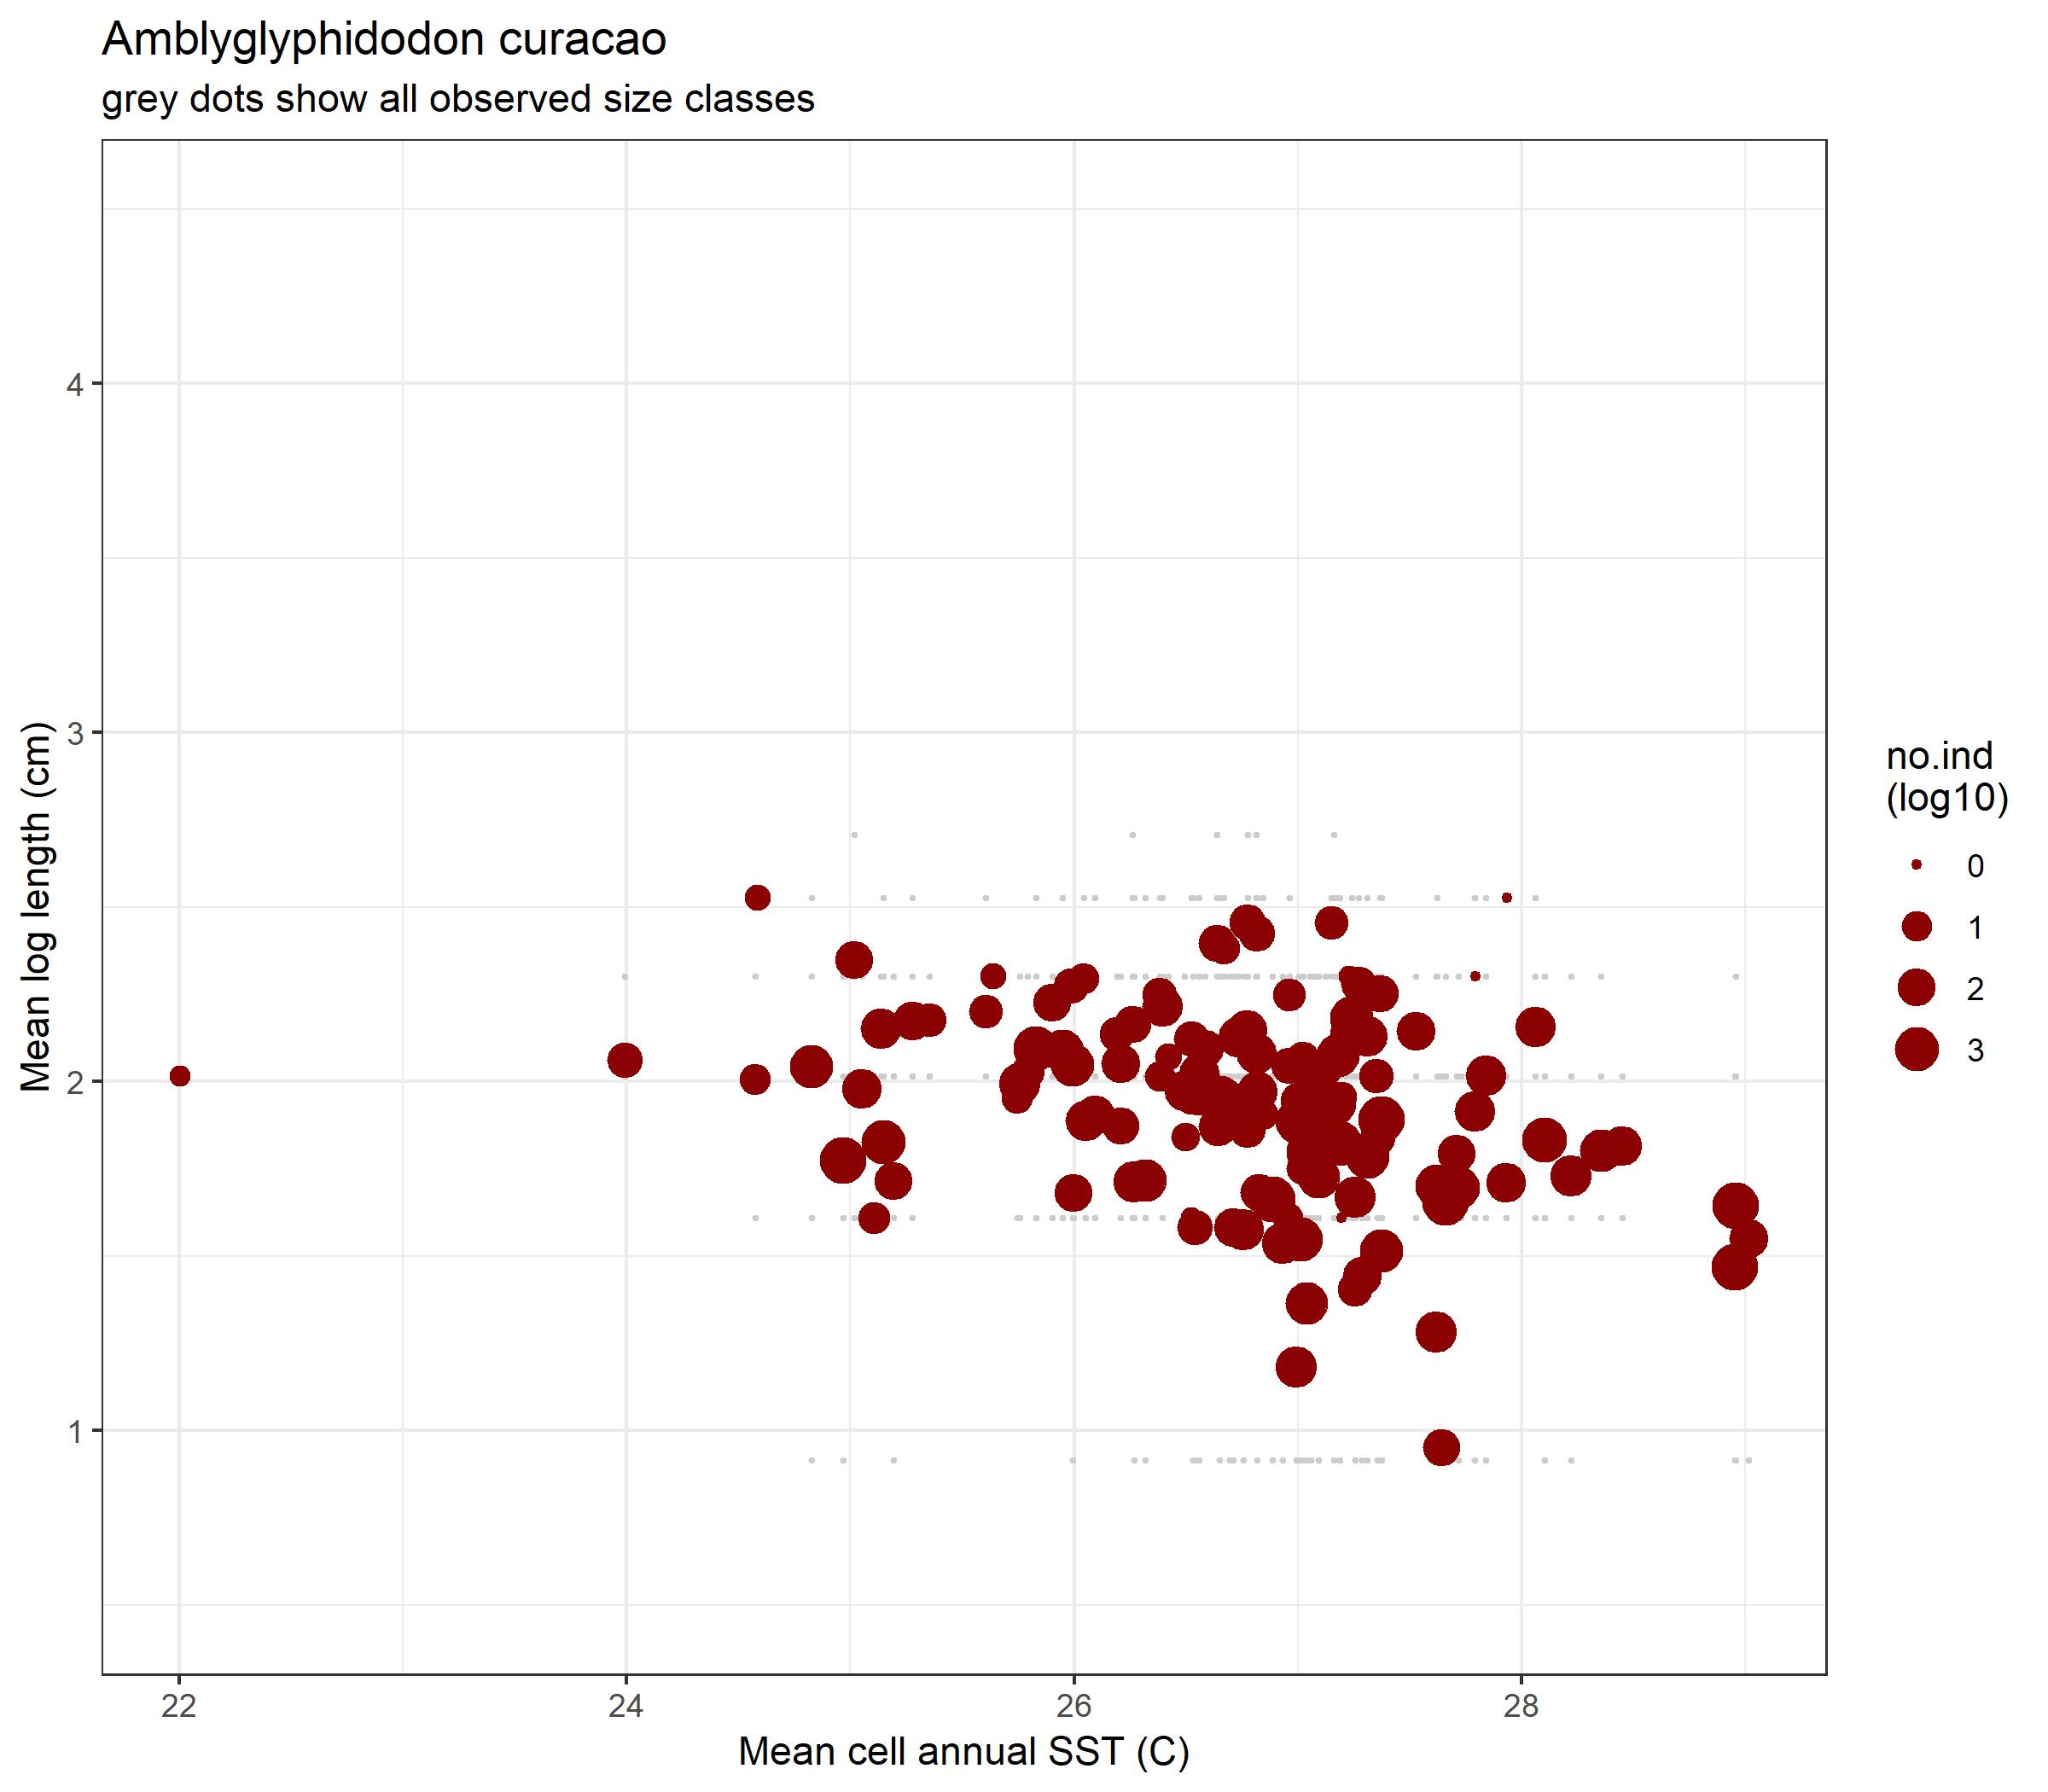 Amblyglyphidodon curacao
grey dots show all observed size classes
Mean log length (cm)
4
3
2
1
22
24
26
28
Mean cell annual SST (C)
no.ind
(log10)
0
1
2
3